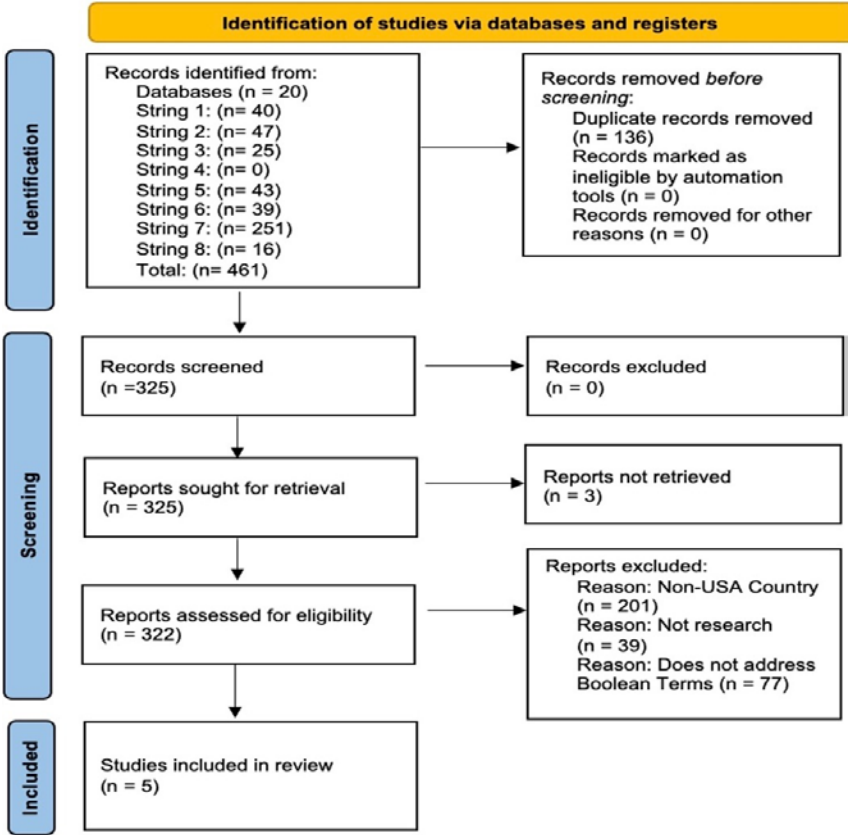 Identification of studies via databases and registers
Identification
Records identified from:
Databases (n = 20)
String 1: (n= 40)
String 2: (n= 47)
String 3: (n= 25)
String 4: (n= 0)
String 5: (n= 43)
String 6: (n= 39)
String 7: (n= 251)
String 8: (n= 16)
Total: (n= 461)
Records removed before
screening:
Duplicate records removed
(n = 136)
Records marked as
ineligible by automation
tools (n = 0)
Records removed for other
reasons (n = 0)
Screening
Records screened
(n =325)
Records excluded
(n = 0)
Reports sought for retrieval
(n = 325)
Reports not retrieved
(n = 3)
Reports assessed for eligibility
(n = 322)
Reports excluded:
Reason: Non-USA Country
(n = 201)
Reason: Not research
(n = 39)
Reason: Does not address
Boolean Terms (n = 77)
Included
Studies included in review
(n = 5)